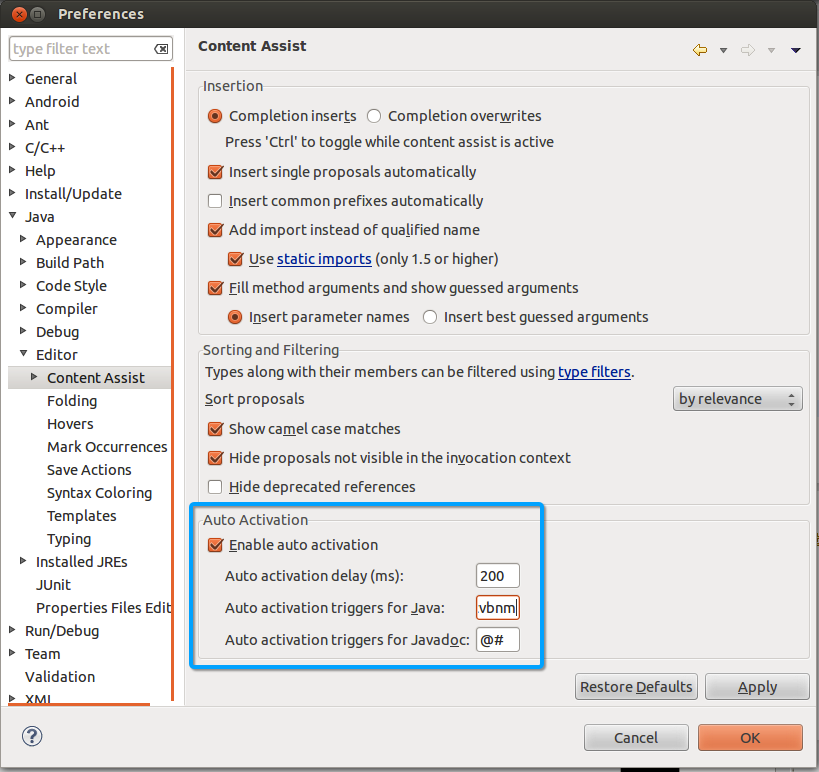 Preferences
type filter text
General
Android
Ant
C/C++
Help
Install/Update
Java
Appearance
Build Path
Code Style
Compiler
Debug
Editor
Content Assist
Folding
Hovers
Mark Occurrences
Save Actions
Syntax Coloring
Templates
Typing
Installed JREs
JUnit
Properties Files Edit
Run/Debug
Team
Validation
XML
Content Assist
Insertion
Completion inserts Completion overwrites
Press 'Ctrl' to toggle while content assist is active
Insert single proposals automatically
Insert common prefixes automatically
Add import instead of qualified name
Use static imports (only 1.5 or higher)
Fill method arguments and show guessed arguments
Insert parameter names Insert best guessed arguments
Sorting and Filtering
Types along with their members can be filtered using type filters.
Sort proposals by relevance
Show camel case matches
Hide proposals not visible in the invocation context
Hide deprecated references
Auto Activation
Enable auto activation
Auto activation delay (ms): 200
Auto activation triggers for Java: vbnm
Auto activation triggers for Javadoc: @#
Restore Defaults Apply
? Cancel OK